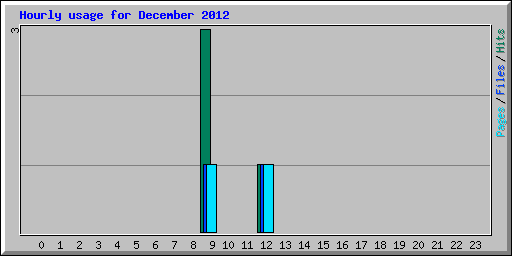 Hourly usage for December 2012
3
Pages/Files/Hits
0 1 2 3 4 5 6 7 8 9 10 11 12 13 14 15 16 17 18 19 20 21 22 23